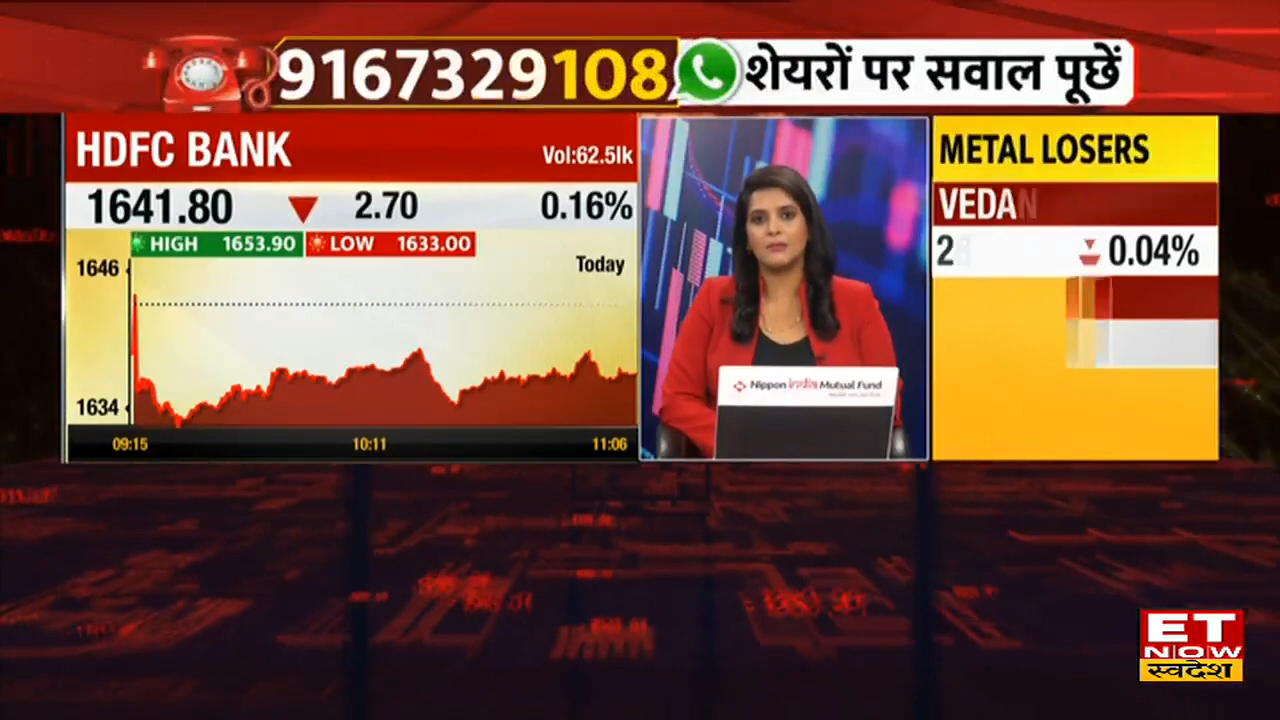 9167329108 शेयरों पर सवाल पूछें
HDFC BANK
Vol:62.5lk
1641.80 2.70 0.16%
HIGH 1653.90 LOW 1633.00
Today
1646
1634
09:15 10:11 11:06
Nippon India Mutual Fund
METAL LOSERS
VEDAN
2
0.04%
ET
NOW
स्वदेश